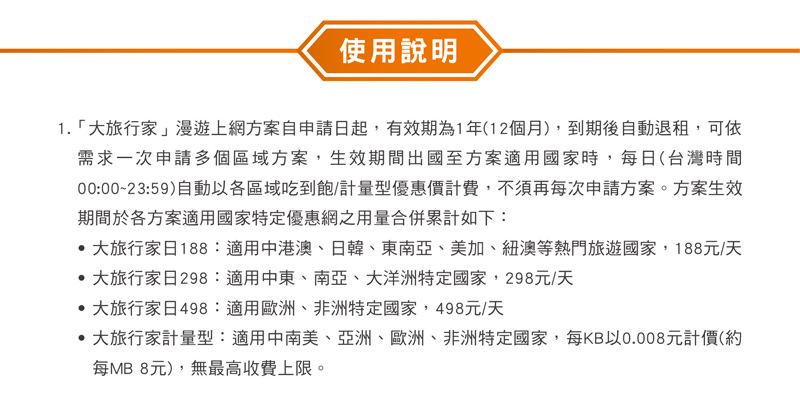 使用說明
1.「大旅行家」漫遊上網方案自申請日起，有效期為1年(12個月)，到期後自動退租，可依
需求一次申請多個區域方案，生效期間出國至方案適用國家時，每日(台灣時間
00:00~23:59)自動以各區域吃到飽/計量型優惠價計費，不須再每次申請方案。方案生效
期間於各方案適用國家特定優惠網之用量合併累計如下：
• 大旅行家日188：適用中港澳、日韓、東南亞、美加、紐澳等熱門旅遊國家，188元/天
• 大旅行家日298：適用中東、南亞、大洋洲特定國家，298元/天
• 大旅行家日498：適用歐洲、非洲特定國家，498元/天
• 大旅行家計量型：適用中南美、亞洲、歐洲、非洲特定國家，每KB以0.008元計價(約
每MB 8元)，無最高收費上限。